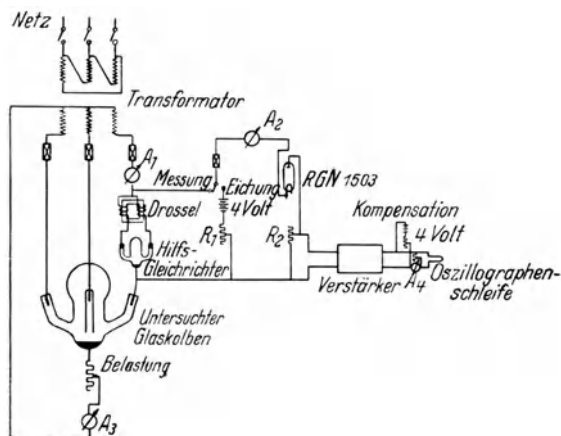 Netz
Transformator
A2
A1
Messung
Eichung
4 Volt
RGN 1503
Drossel
Kompensation
4 Volt
R1
R2
Hilfs-
Gleichrichter
Verstärker
A4
Oszillographen-
schleife
Untersuchter
Glaskolben
Belastung
A3